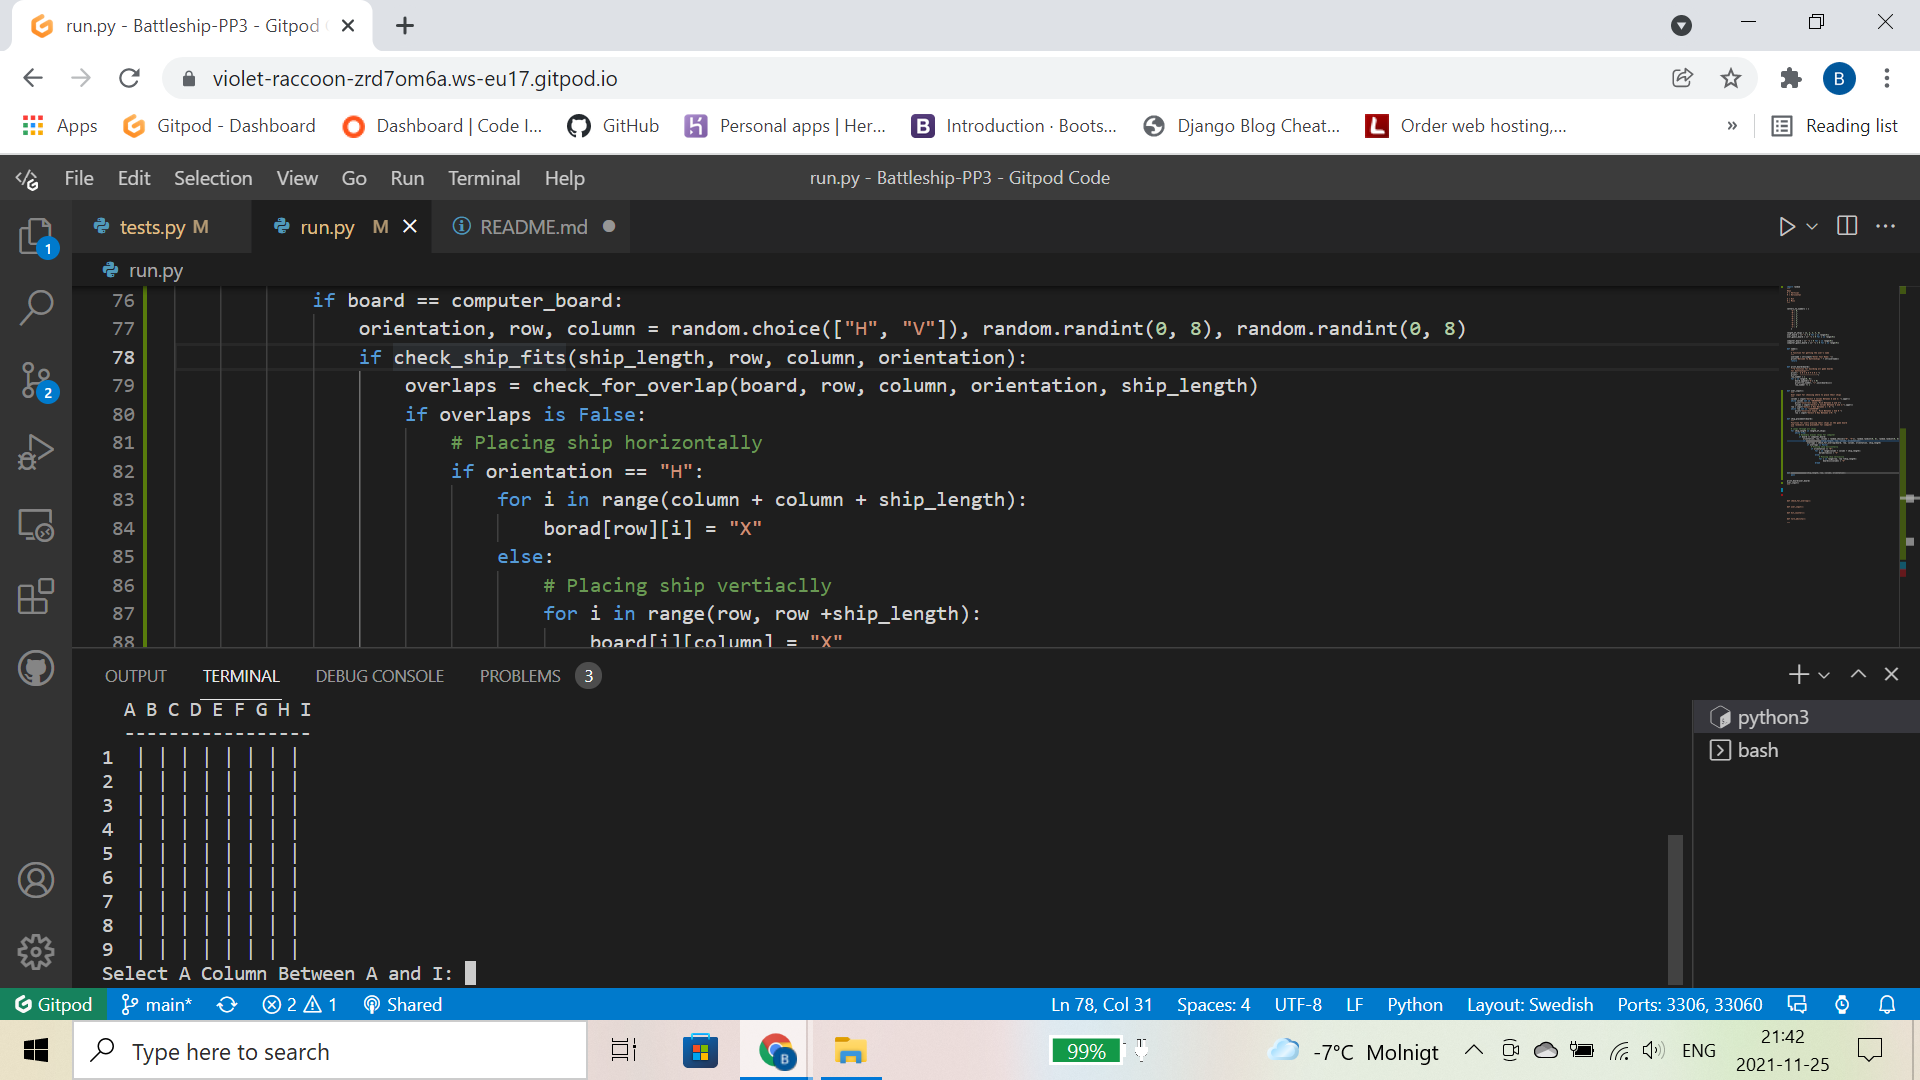 run.py - Battleship-PP3 - Gitpod
violet-raccoon-zrd7om6a.ws-eu17.gitpod.io
B
Apps
Gitpod - Dashboard
Dashboard | Code I...
GitHub
Personal apps | Her...
Introduction · Boots...
Django Blog Cheat...
Order web hosting,...
»
Reading list
File Edit Selection View Go Run Terminal Help
run.py - Battleship-PP3 - Gitpod Code
tests.py M
run.py M
README.md
run.py
1
2
76 if board == computer_board:
77 orientation, row, column = random.choice(["H", "V"]), random.randint(0, 8), random.randint(0, 8)
78 if check_ship_fits(ship_length, row, column, orientation):
79 overlaps = check_for_overlap(board, row, column, orientation, ship_length)
80 if overlaps is False:
81 # Placing ship horizontally
82 if orientation == "H":
83 for i in range(column + column + ship_length):
84 borad[row][i] = "X"
85 else:
86 # Placing ship vertiaclly
87 for i in range(row, row +ship_length):
88 board[i][column] = "X"
OUTPUT TERMINAL DEBUG CONSOLE PROBLEMS 3
A B C D E F G H I
-----------------
1 | | | | | | | |
2 | | | | | | | |
3 | | | | | | | |
4 | | | | | | | |
5 | | | | | | | |
6 | | | | | | | |
7 | | | | | | | |
8 | | | | | | | |
9 | | | | | | | |
Select A Column Between A and I:
python3
bash
Gitpod main* 2 1 Shared
Ln 78, Col 31 Spaces: 4 UTF-8 LF Python Layout: Swedish Ports: 3306, 33060
Type here to search
B
99%
-7°C Molnigt
ENG
21:42
2021-11-25